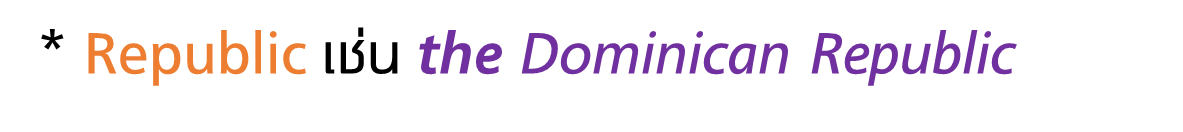 * Republic เช่น the Dominican Republic